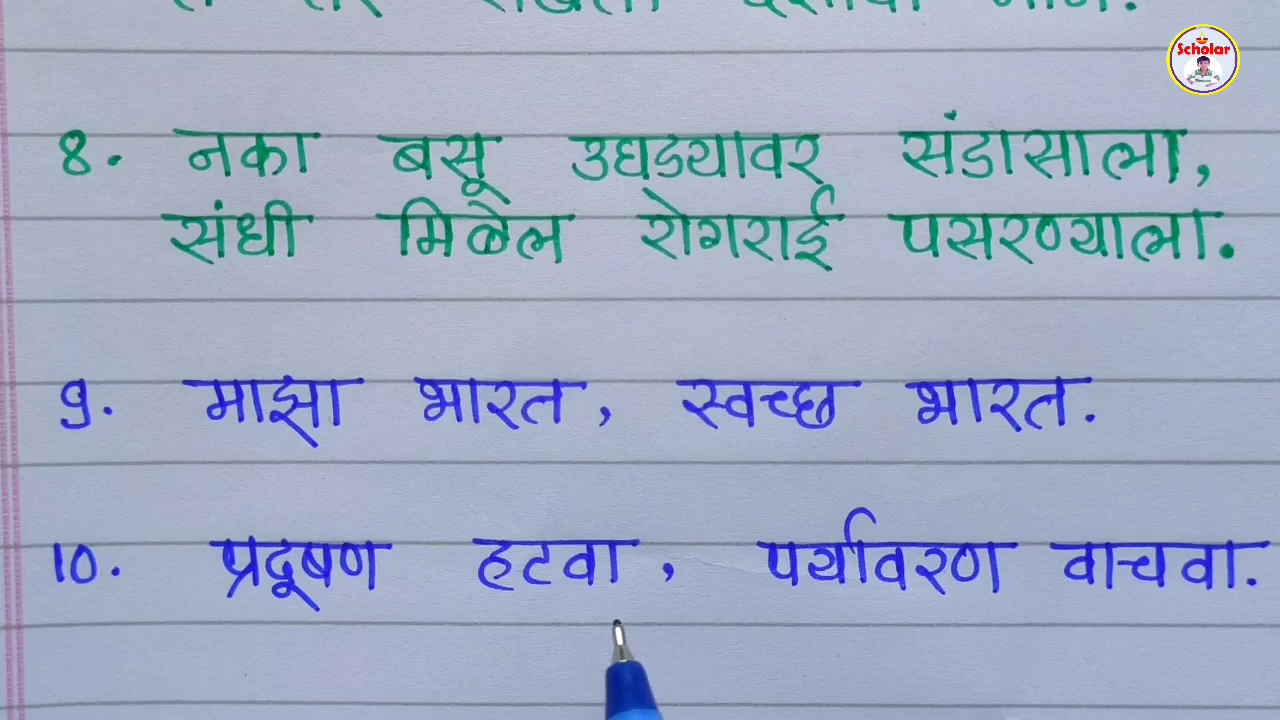 Scholar
8. नका बसू उघड्यावर संडासाला,
संधी मिळेल रोगराई पसरण्याला.
9. माझा भारत, स्वच्छ भारत.
10. प्रदूषण हटवा, पर्यावरण वाचवा.